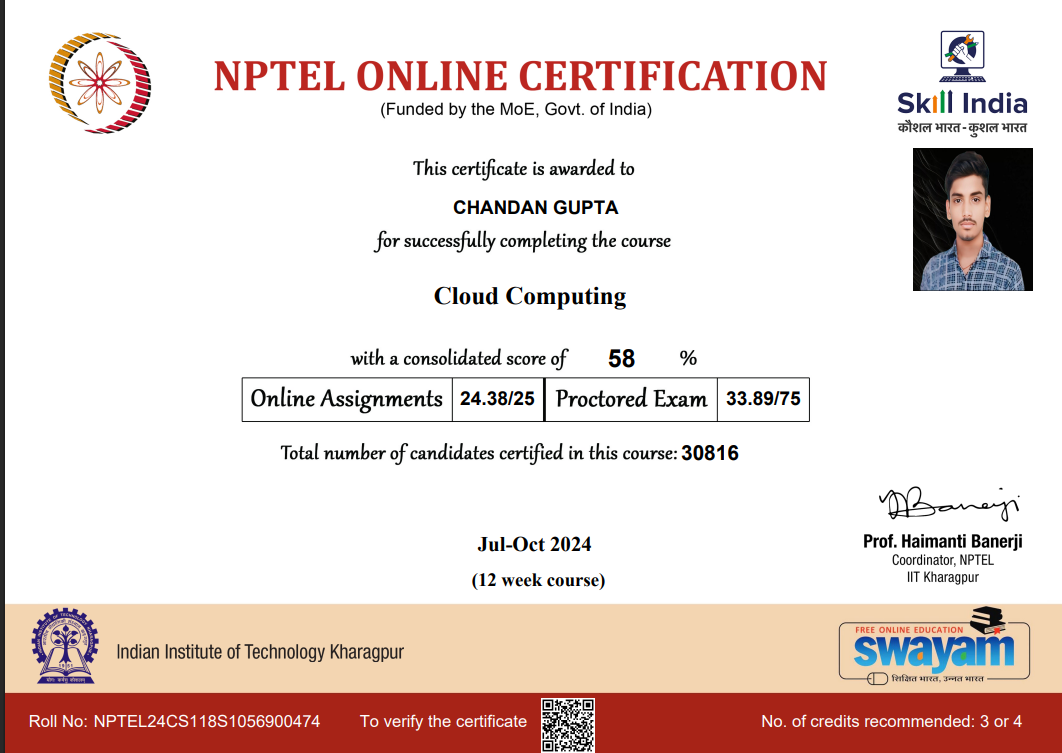 NPTEL ONLINE CERTIFICATION
(Funded by the MoE, Govt. of India)
Skill India
कौशल भारत - कुशल भारत
This certificate is awarded to
CHANDAN GUPTA
for successfully completing the course
Cloud Computing
with a consolidated score of 58 %
Online Assignments 24.38/25 Proctored Exam 33.89/75
Total number of candidates certified in this course: 30816
Jul-Oct 2024
(12 week course)
Prof. Haimanti Banerji
Coordinator, NPTEL
IIT Kharagpur
Indian Institute of Technology Kharagpur
FREE ONLINE EDUCATION
swayam
शिक्षित भारत, उन्नत भारत
Roll No: NPTEL24CS118S1056900474 To verify the certificate No. of credits recommended: 3 or 4